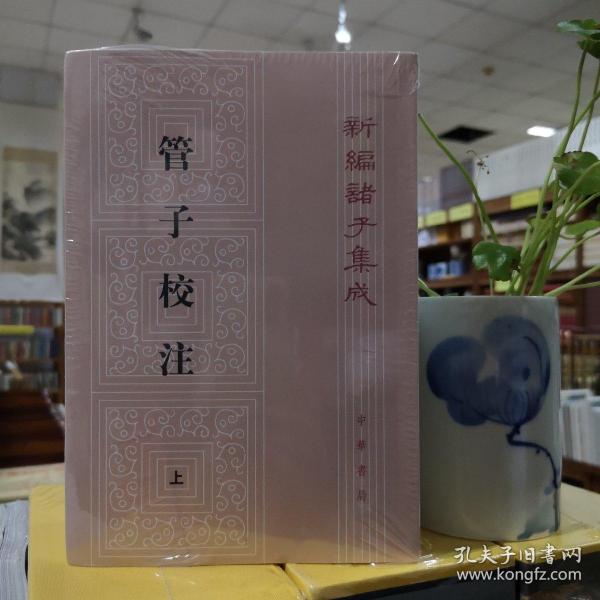 管子校注
上
新編諸子集成
中華書局
孔夫子旧書网
www.kongfz.com